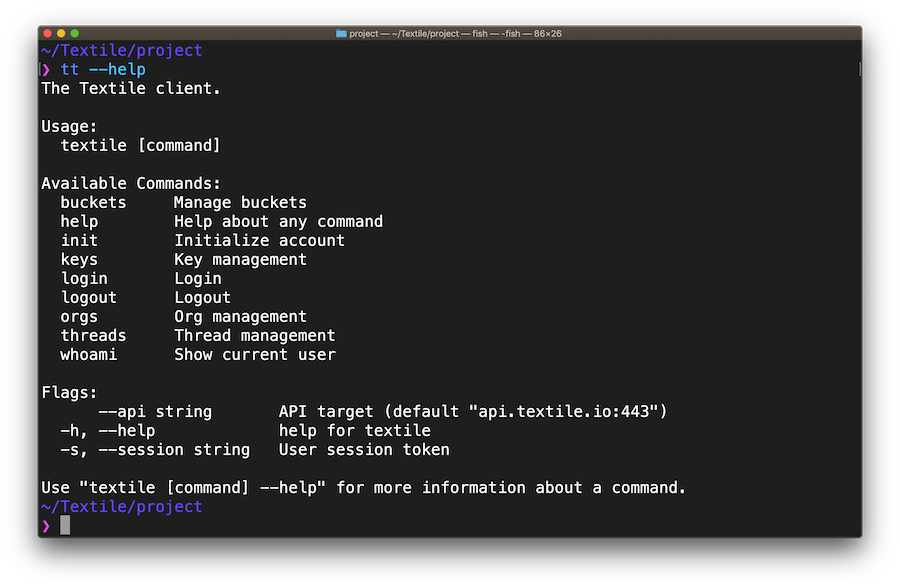 project — ~/Textile/project — fish — -fish — 86×26
~/Textile/project
❯ tt --help
The Textile client.

Usage:
  textile [command]

Available Commands:
  buckets     Manage buckets
  help        Help about any command
  init        Initialize account
  keys        Key management
  login       Login
  logout      Logout
  orgs        Org management
  threads     Thread management
  whoami      Show current user

Flags:
      --api string       API target (default "api.textile.io:443")
  -h, --help             help for textile
  -s, --session string   User session token

Use "textile [command] --help" for more information about a command.
~/Textile/project
❯